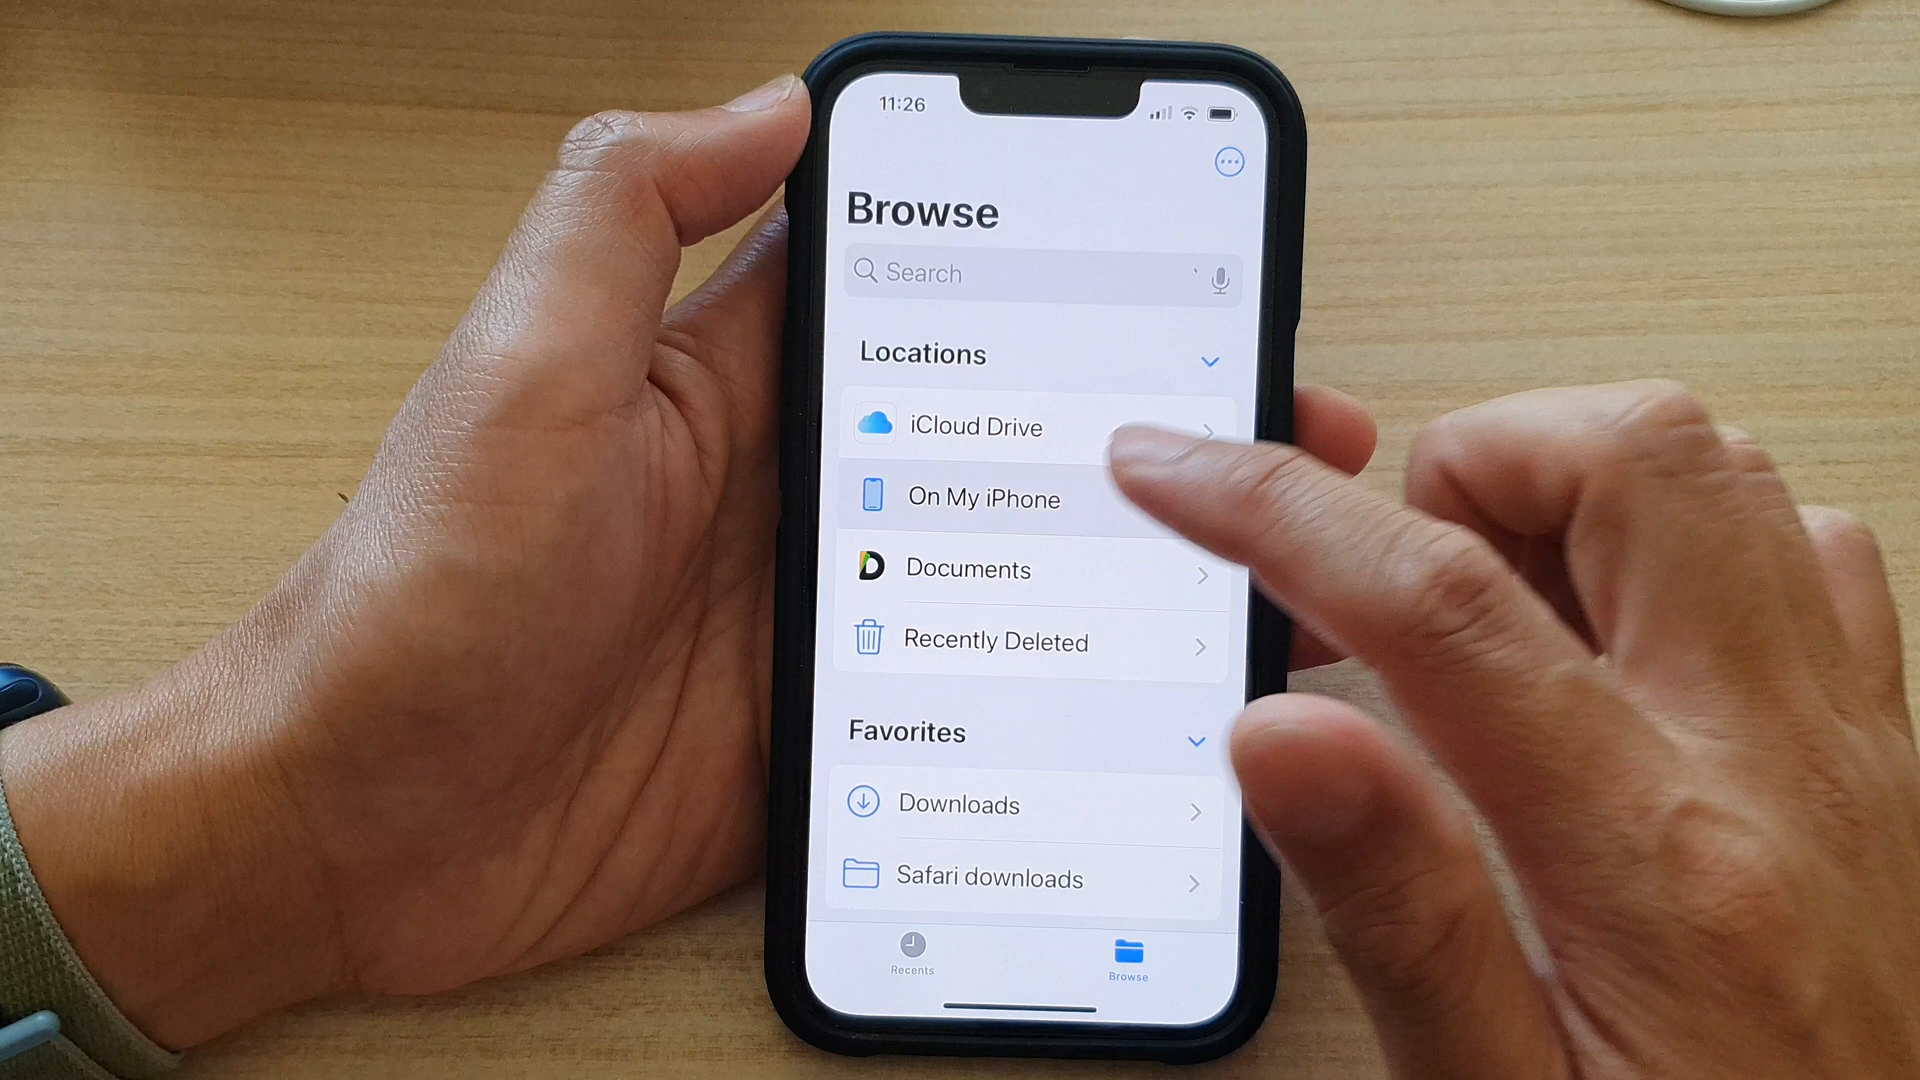 11:26
Browse
Search
Locations
iCloud Drive
On My iPhone
Documents
Recently Deleted
Favorites
Downloads
Safari downloads
Recents
Browse